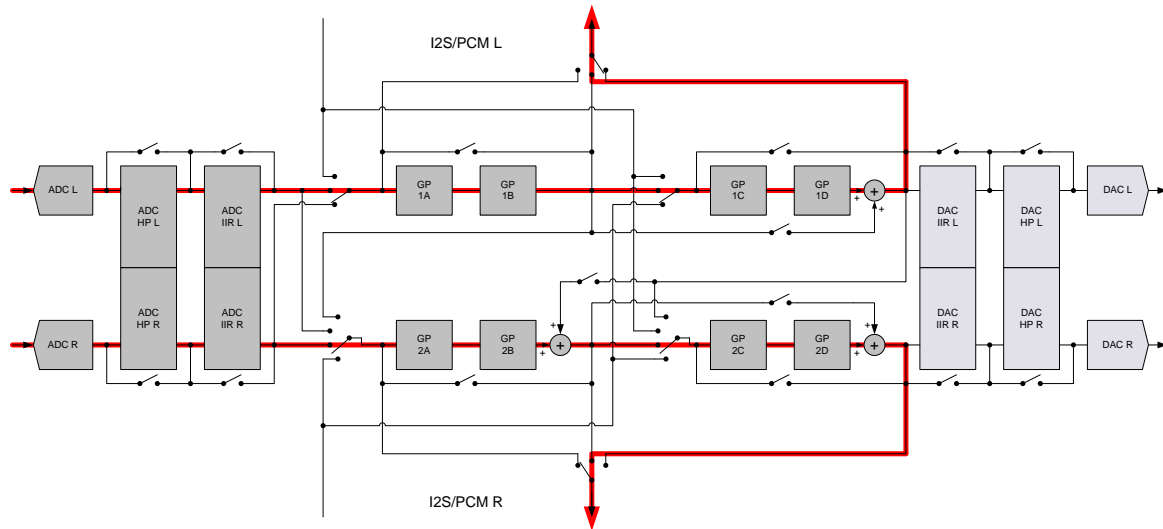 I2S/PCM L
ADC L
ADC
HP L
ADC
IIR L
GP
1A
GP
1B
GP
1C
GP
1D
+
+
+
DAC
IIR L
DAC
HP L
DAC L
ADC R
ADC
HP R
ADC
IIR R
GP
2A
GP
2B
+
+
+
GP
2C
GP
2D
+
+
+
DAC
IIR R
DAC
HP R
DAC R
I2S/PCM R